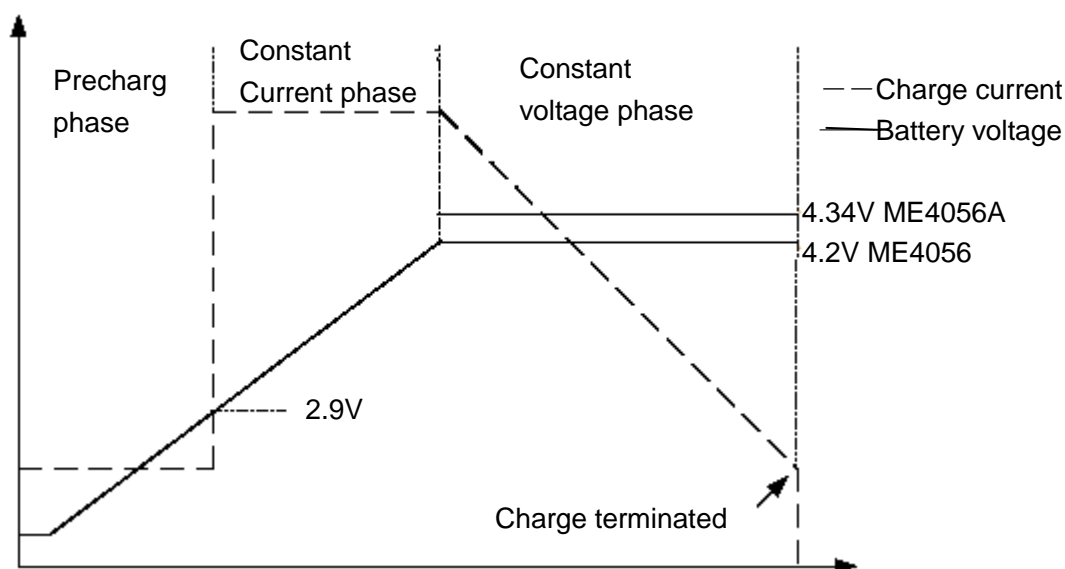 Precharg
phase
Constant
Current phase
Constant
voltage phase
Charge current
Battery voltage
4.34V ME4056A
4.2V ME4056
2.9V
Charge terminated